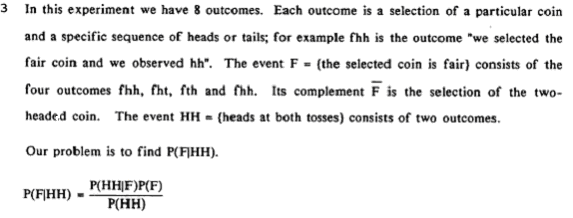 3 In this experiment we have 8 outcomes. Each outcome is a selection of a particular coin
and a specific sequence of heads or tails; for example fhh is the outcome "we selected the
fair coin and we observed hh". The event F = (the selected coin is fair) consists of the
four outcomes fhh, fht, fth and fhh. Its complement F̅ is the selection of the two-
headed coin. The event HH = (heads at both tosses) consists of two outcomes.
Our problem is to find P(F|HH).
P(F|HH) = P(HH|F)P(F) / P(HH)